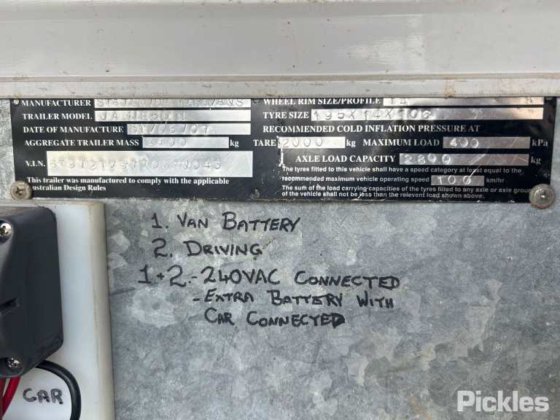 MANUFACTURER
TRAILER MODEL
DATE OF MANUFACTURE
AGGREGATE TRAILER MASS kg
V.I.N.
This trailer was manufactured to comply with the applicable
Australian Design Rules
WHEEL RIM SIZE/PROFILE 14
TYRE SIZE
RECOMMENDED COLD INFLATION PRESSURE AT
TARE 2000 kg MAXIMUM LOAD 400 kPa
AXLE LOAD CAPACITY 2800 kg
The tyres fitted to this vehicle shall have a speed category at least equal to the
recommended maximum vehicle operating speed km/hr
The sum of the load carrying capacities of the tyres fitted to any axle or axle group
of the vehicle shall not be less than the relevant load shown above.
1. VAN BATTERY
2. DRIVING
1+2 - 240VAC CONNECTED
- EXTRA BATTERY WITH
CAR CONNECTED
CAR
Pickles